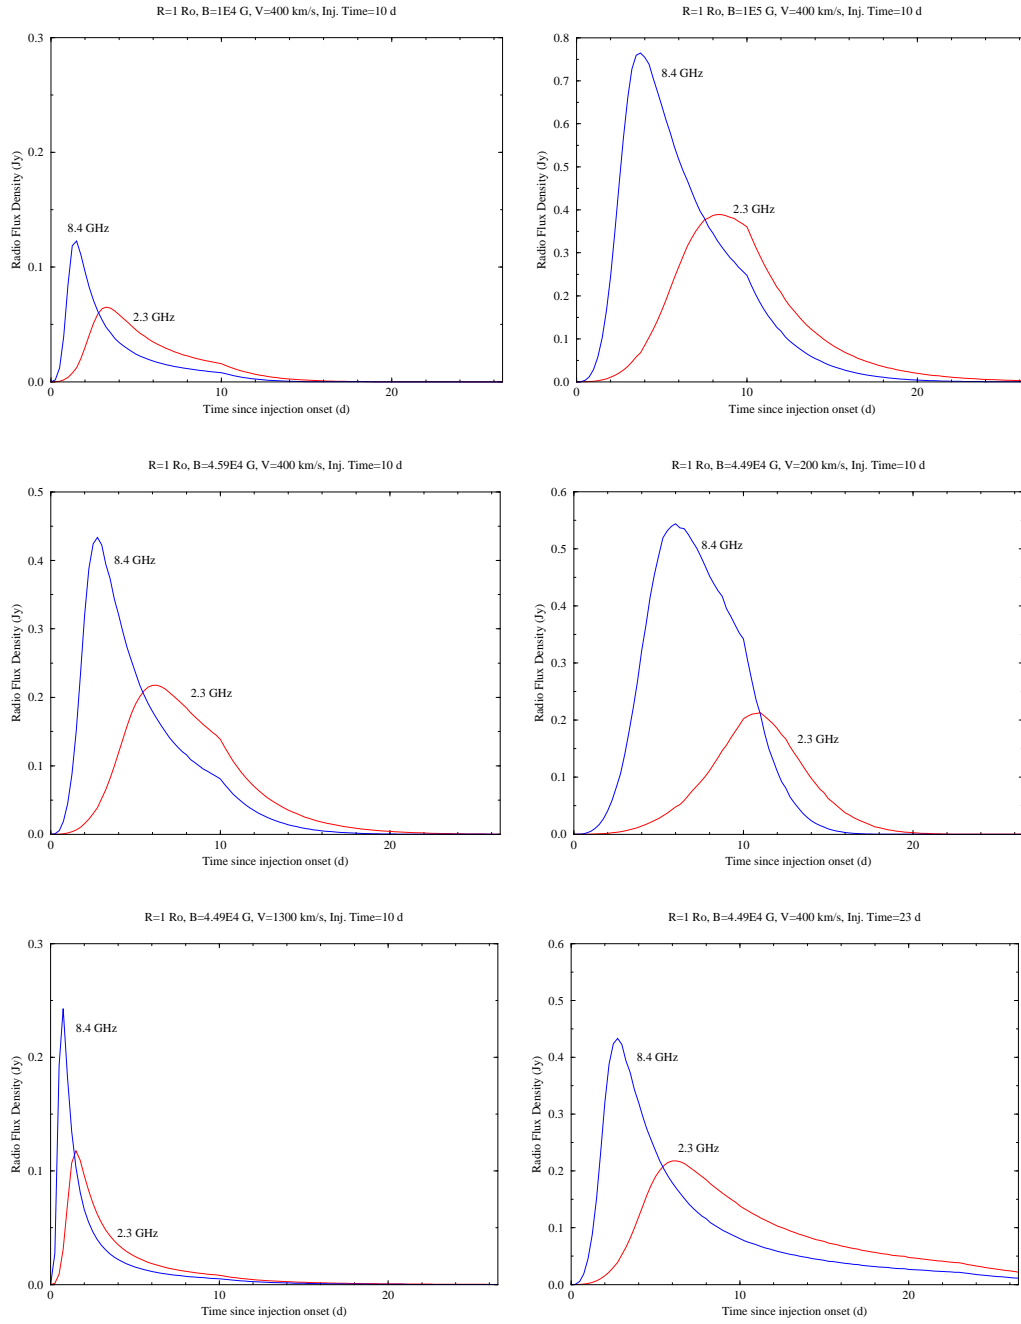 R=1 Ro, B=1E4 G, V=400 km/s, Inj. Time=10 d
0.3
0.2
0.1
0.0
Radio Flux Density (Jy)
8.4 GHz
2.3 GHz
0
20
Time since injection onset (d)
R=1 Ro, B=1E5 G, V=400 km/s, Inj. Time=10 d
0.8
0.7
0.6
0.5
0.4
0.3
0.2
0.1
0.0
Radio Flux Density (Jy)
8.4 GHz
2.3 GHz
0
10
20
Time since injection onset (d)
R=1 Ro, B=4.59E4 G, V=400 km/s, Inj. Time=10 d
0.5
0.4
0.3
0.2
0.1
0.0
Radio Flux Density (Jy)
8.4 GHz
2.3 GHz
0
20
Time since injection onset (d)
R=1 Ro, B=4.49E4 G, V=200 km/s, Inj. Time=10 d
0.6
0.5
0.4
0.3
0.2
0.1
0.0
Radio Flux Density (Jy)
8.4 GHz
2.3 GHz
0
10
20
Time since injection onset (d)
R=1 Ro, B=4.49E4 G, V=1300 km/s, Inj. Time=10 d
0.3
0.2
0.1
0.0
Radio Flux Density (Jy)
8.4 GHz
2.3 GHz
0
20
Time since injection onset (d)
R=1 Ro, B=4.49E4 G, V=400 km/s, Inj. Time=23 d
0.6
0.5
0.4
0.3
0.2
0.1
0.0
Radio Flux Density (Jy)
8.4 GHz
2.3 GHz
0
10
20
Time since injection onset (d)